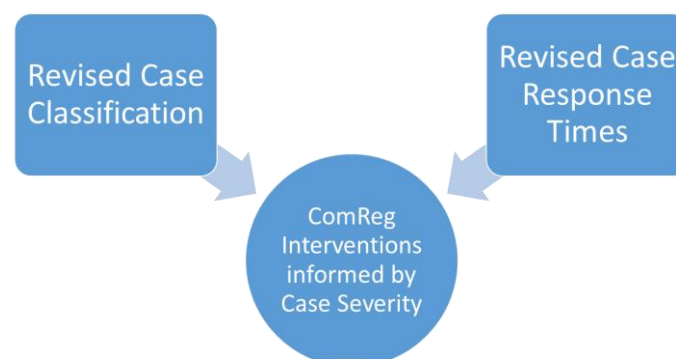 Revised Case
Classification
Revised Case
Response
Times
ComReg
Interventions
informed by
Case Severity